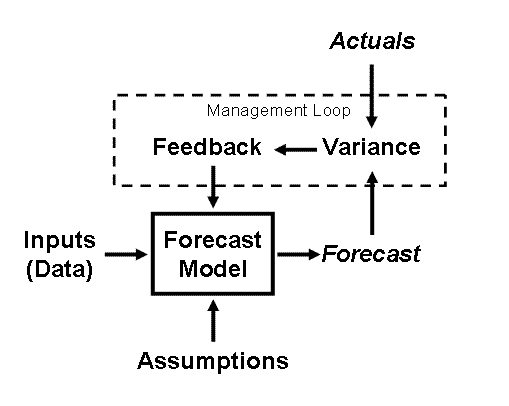 Actuals
Management Loop
Feedback
Variance
Inputs
(Data)
Forecast
Model
Forecast
Assumptions